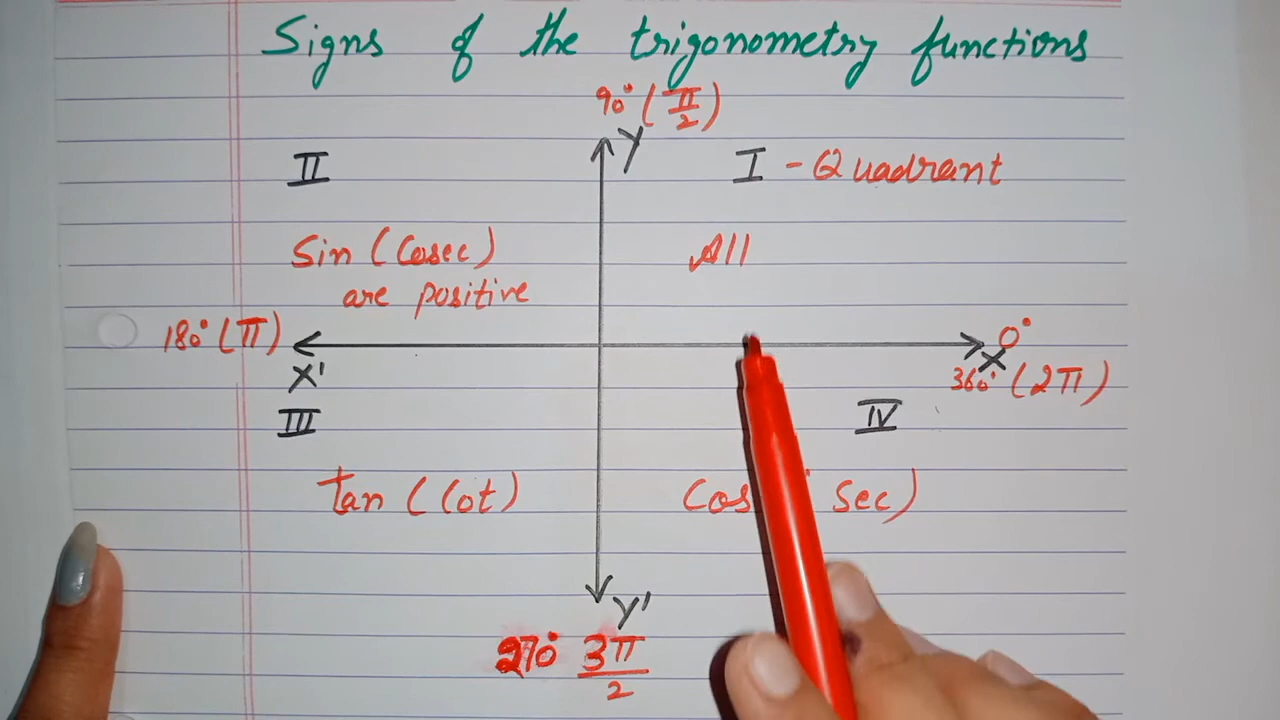 Signs of the trigonometry functions
90° (π/2)
Y
II
I - Quadrant
Sin (Cosec)
are positive
All
180° (π)
0°
X'
X
360° (2π)
III
IV
tan (Cot)
Cos sec)
Y'
270° 3π/2